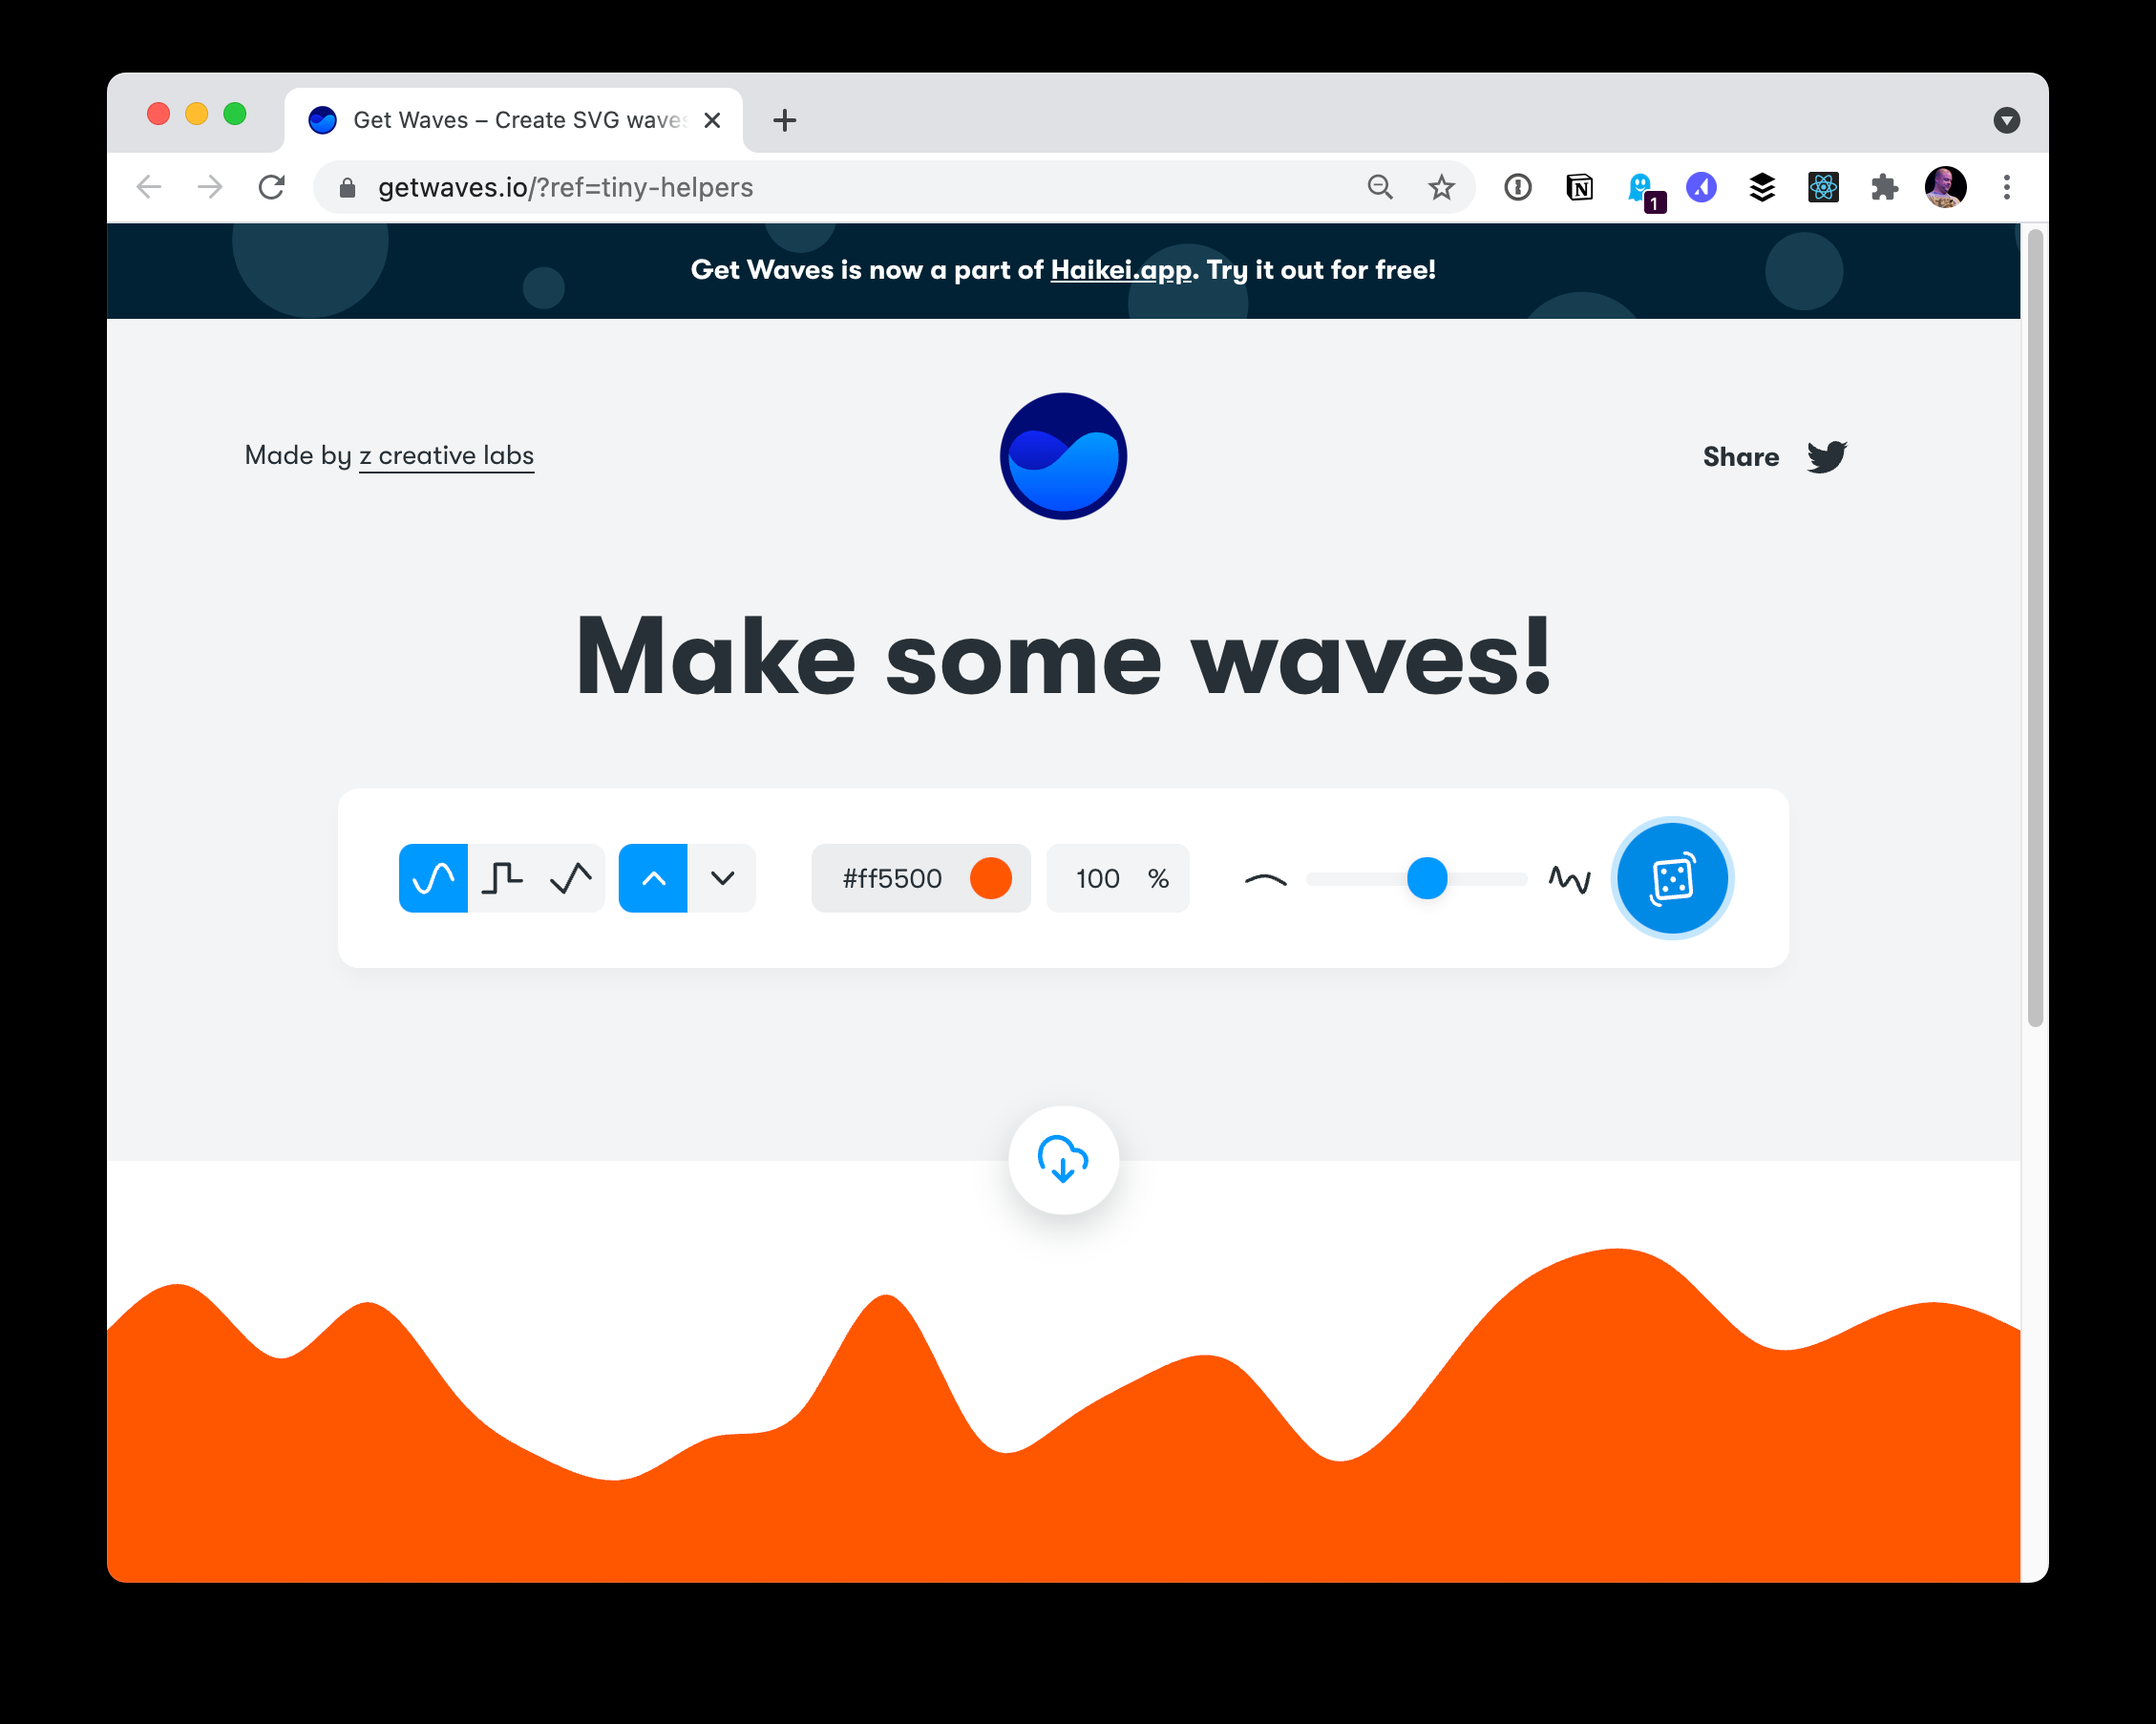 Get Waves – Create SVG waves
getwaves.io/?ref=tiny-helpers
1
Get Waves is now a part of Haikei.app. Try it out for free!
Made by z creative labs
Share
Make some waves!
#ff5500
100 %